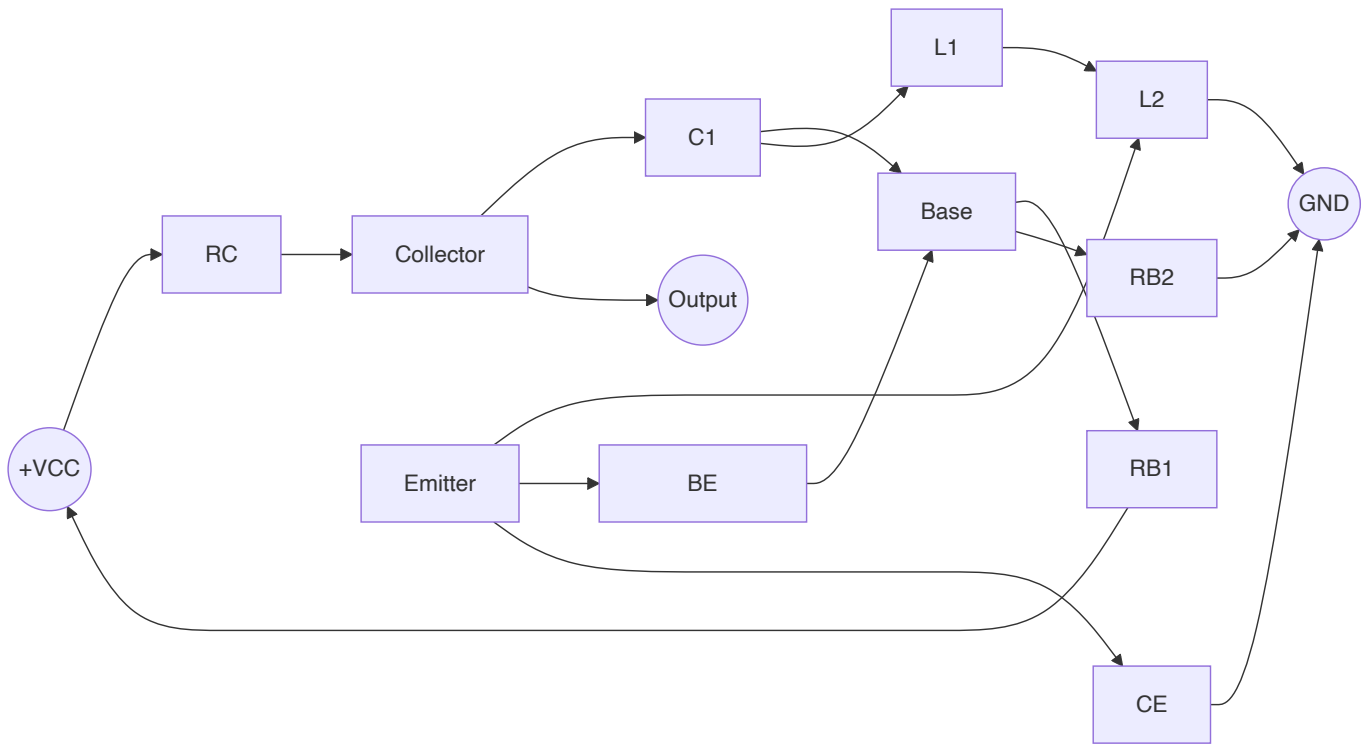 L1
L2
C1
GND
Base
RC
Collector
RB2
Output
+VCC
Emitter
BE
RB1
CE